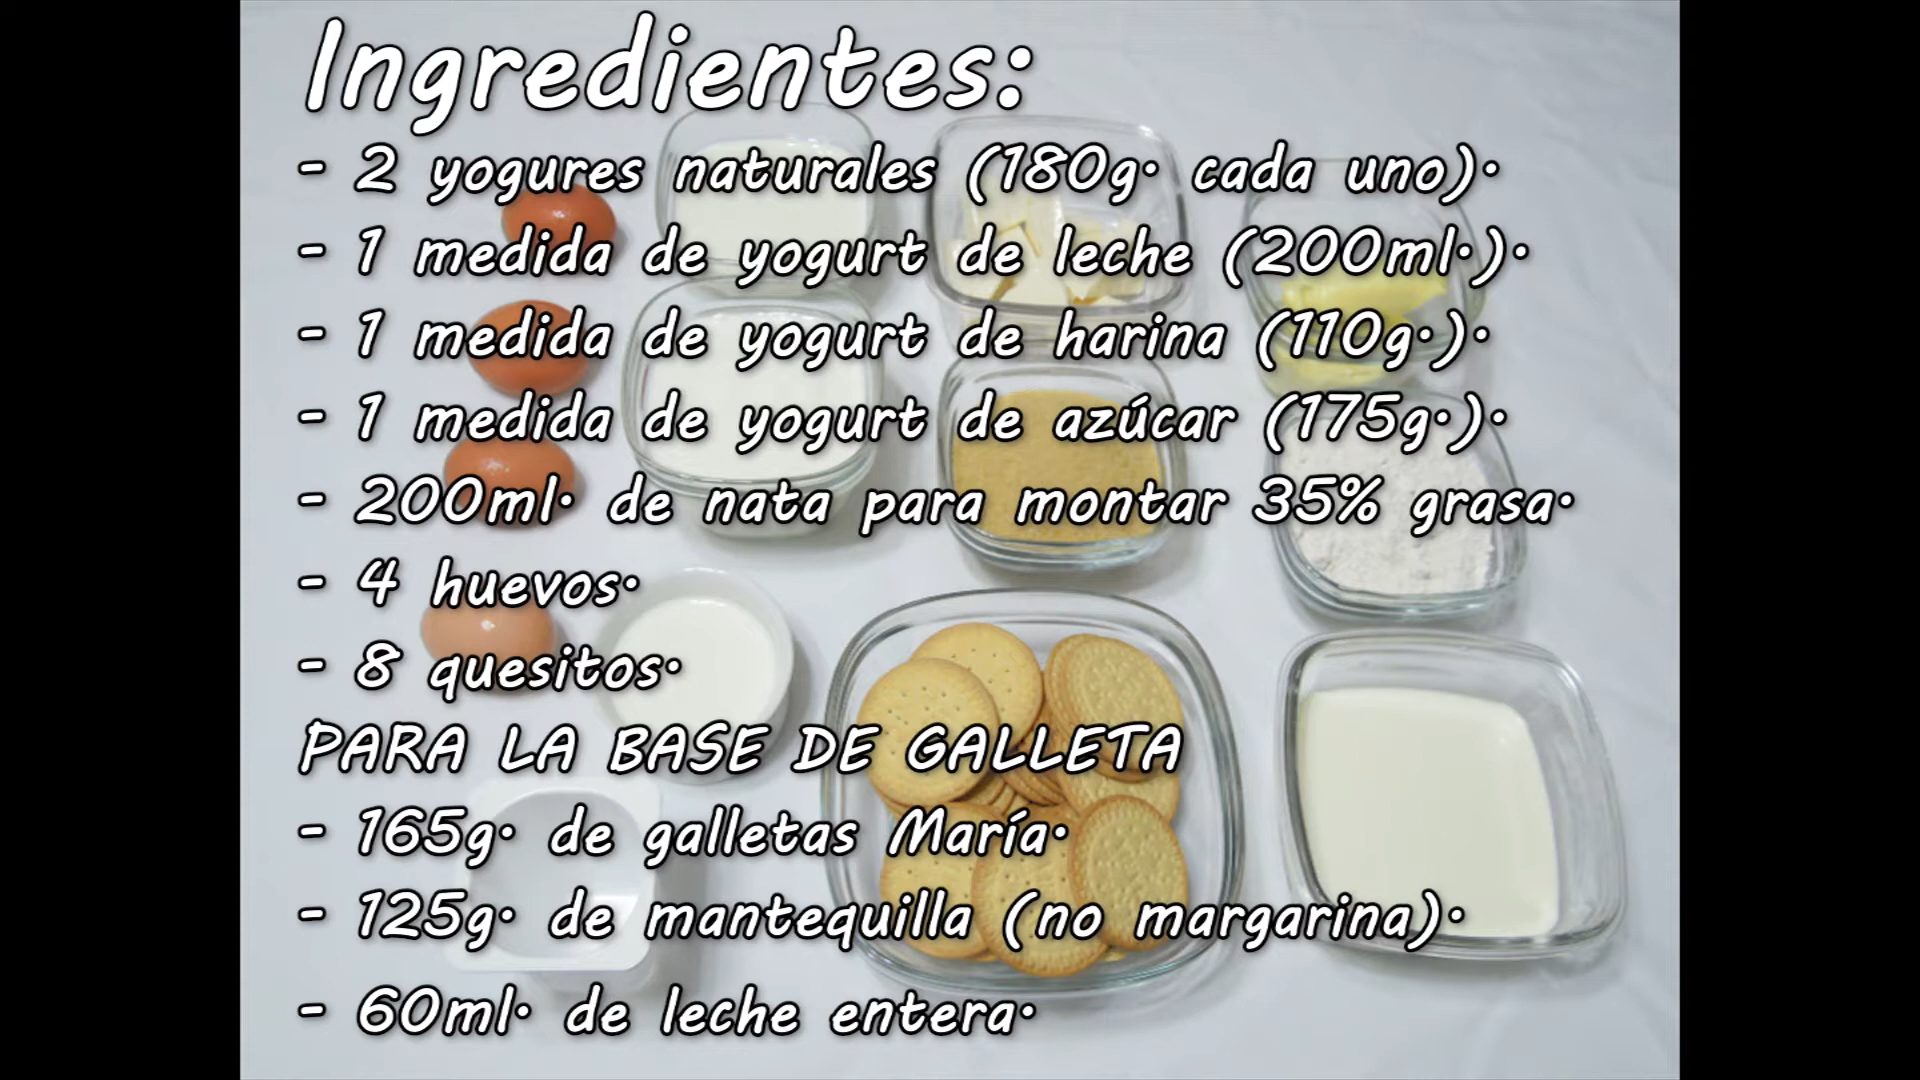 Ingredientes:
- 2 yogures naturales (180g. cada uno).
- 1 medida de yogurt de leche (200ml.).
- 1 medida de yogurt de harina (110g.).
- 1 medida de yogurt de azúcar (175g.).
- 200ml. de nata para montar 35% grasa.
- 4 huevos.
- 8 quesitos.
PARA LA BASE DE GALLETA
- 165g. de galletas María.
- 125g. de mantequilla (no margarina).
- 60ml. de leche entera.